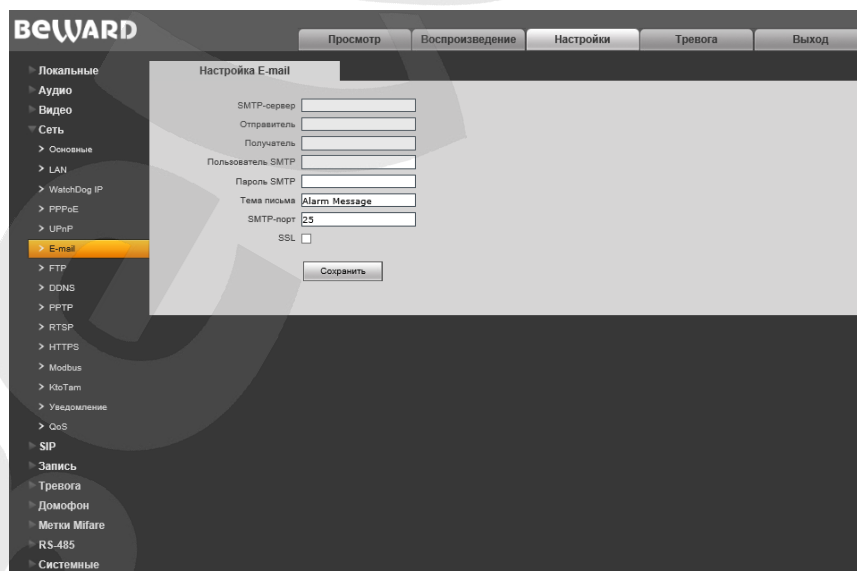 BEWARD
Просмотр
Воспроизведение
Настройки
Тревога
Выход
Локальные
Аудио
Видео
Сеть
Основные
LAN
WatchDog IP
PPPoE
UPnP
E-mail
FTP
DDNS
PPTP
RTSP
HTTPS
Modbus
KtoTam
Уведомление
QoS
SIP
Запись
Тревога
Домофон
Метки Mifare
RS-485
Системные
Настройка E-mail
SMTP-сервер
Отправитель
Получатель
Пользователь SMTP
Пароль SMTP
Тема письма Alarm Message
SMTP-порт 25
SSL
Сохранить